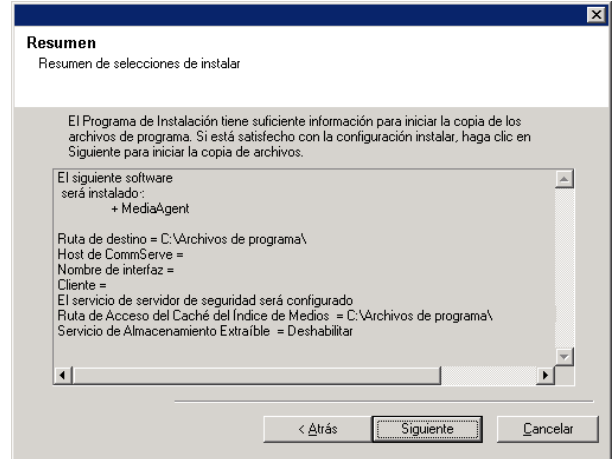 Resumen
Resumen de selecciones de instalar
El Programa de Instalación tiene suficiente información para iniciar la copia de los
archivos de programa. Si está satisfecho con la configuración instalar, haga clic en
Siguiente para iniciar la copia de archivos.
El siguiente software
será instalado·:
+ MediaAgent
Ruta de destino = C:\Archivos de programa\
Host de CommServe =
Nombre de interfaz =
Cliente =
El servicio de servidor de seguridad será configurado
Ruta de Acceso del Caché del Índice de Medios = C:\Archivos de programa\
Servicio de Almacenamiento Extraíble = Deshabilitar
< Atrás
Siguiente
Cancelar